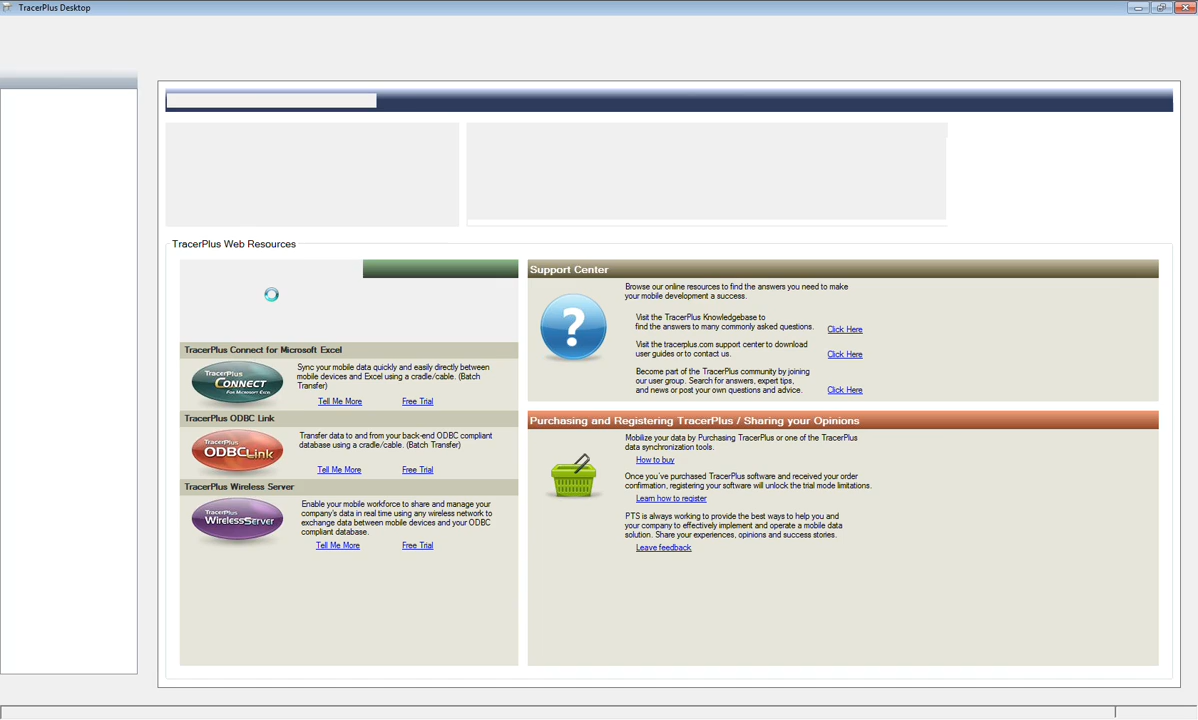 TracerPlus Desktop
TracerPlus Web Resources
TracerPlus Connect for Microsoft Excel
TracerPlus
CONNECT
FOR MICROSOFT EXCEL
Sync your mobile data quickly and easily directly between
mobile devices and Excel using a cradle/cable. (Batch
Transfer)
Tell Me More Free Trial
TracerPlus ODBC Link
TracerPlus
ODBCLink
Transfer data to and from your back-end ODBC compliant
database using a cradle/cable. (Batch Transfer)
Tell Me More Free Trial
TracerPlus Wireless Server
TracerPlus
WirelessServer
Enable your mobile workforce to share and manage your
company's data in real time using any wireless network to
exchange data between mobile devices and your ODBC
compliant database.
Tell Me More Free Trial
Support Center
?
Browse our online resources to find the answers you need to make
your mobile development a success.
Visit the TracerPlus Knowledgebase to
find the answers to many commonly asked questions. Click Here
Visit the tracerplus.com support center to download
user guides or to contact us. Click Here
Become part of the TracerPlus community by joining
our user group. Search for answers, expert tips,
and news or post your own questions and advice. Click Here
Purchasing and Registering TracerPlus / Sharing your Opinions
Mobilize your data by Purchasing TracerPlus or one of the TracerPlus
data synchronization tools.
How to buy
Once you've purchased TracerPlus software and received your order
confirmation, registering your software will unlock the trial mode limitations.
Learn how to register
PTS is always working to provide the best ways to help you and
your company to effectively implement and operate a mobile data
solution. Share your experiences, opinions and success stories.
Leave feedback